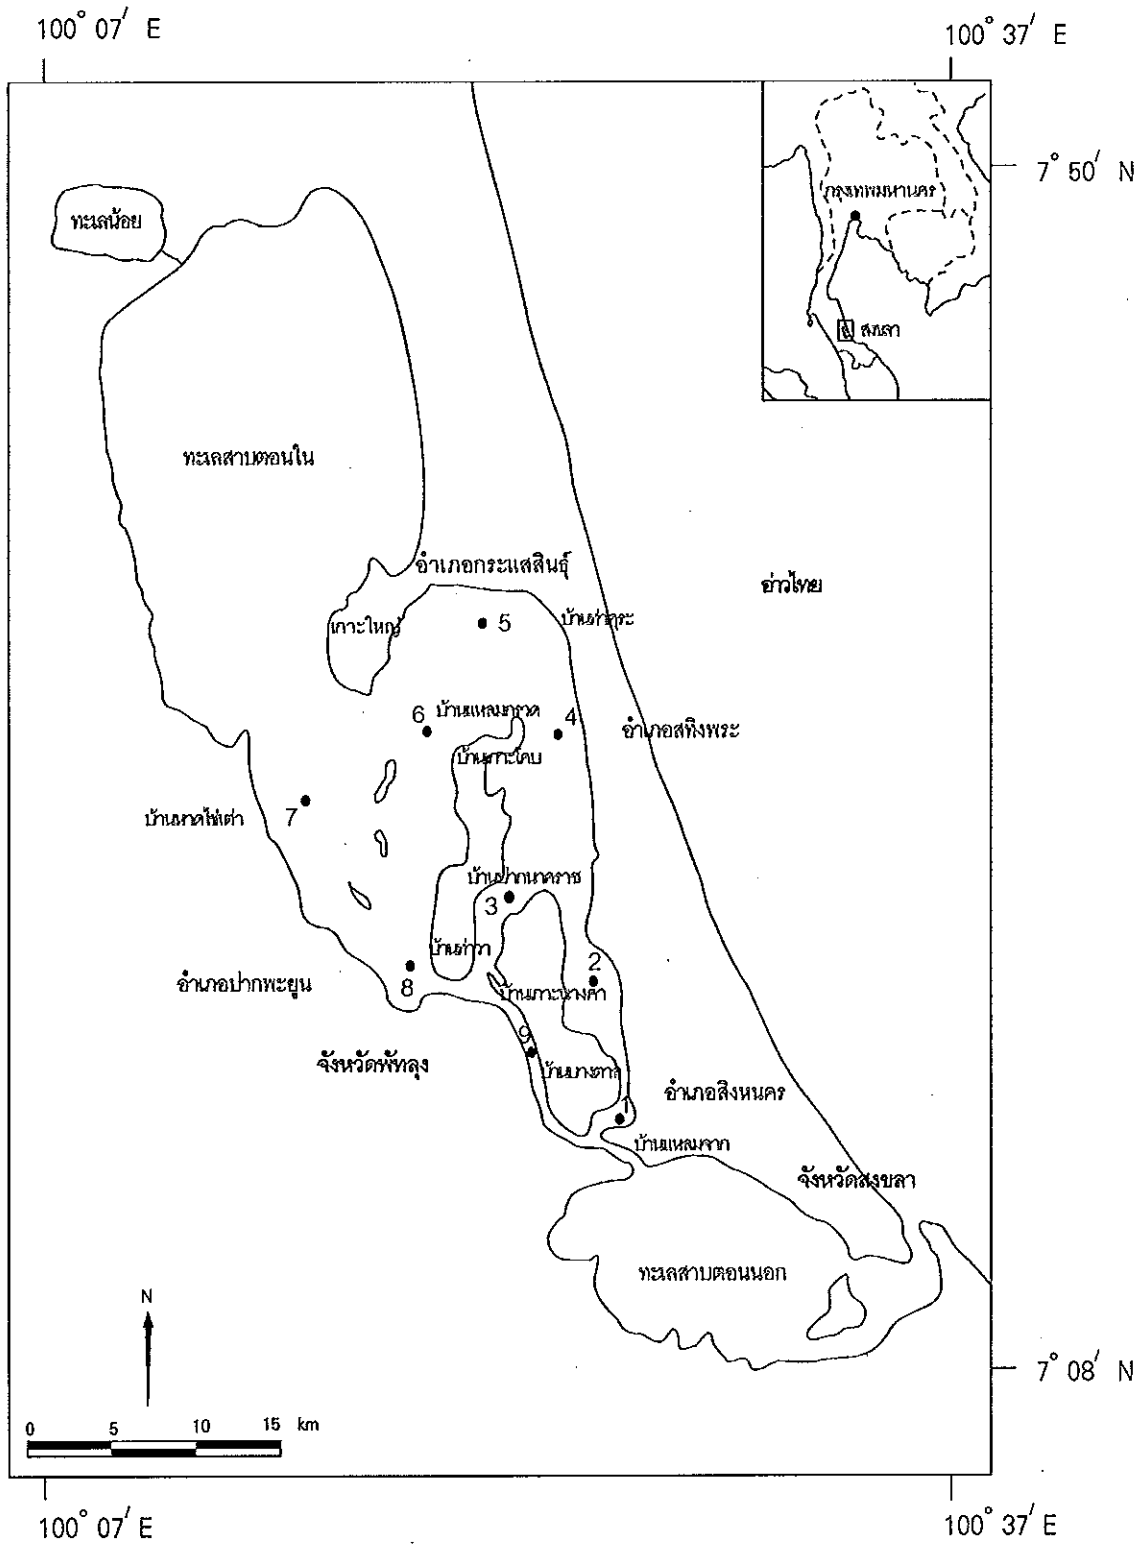 100° 07′ E
100° 37′ E
7° 50′ N
กรุงเทพมหานคร
สงขลา
ทะเลน้อย
ทะเลสาบตอนใน
อำเภอกระแสสินธุ์
อ่าวไทย
เกาะใหญ่
5
บ้านท่าคุระ
6
บ้านแหลมกรวด
4
อำเภอสทิงพระ
บ้านเกาะโคบ
บ้านหาดไข่เต่า
7
บ้านปากนาคราช
3
บ้านท่าวา
2
อำเภอปากพะยูน
8
บ้านเกาะนางคำ
9
จังหวัดพัทลุง
บ้านบางตาล
อำเภอสิงหนคร
1
บ้านแหลมจาก
จังหวัดสงขลา
ทะเลสาบตอนนอก
N
7° 08′ N
0 5 10 15 km
100° 07′ E
100° 37′ E